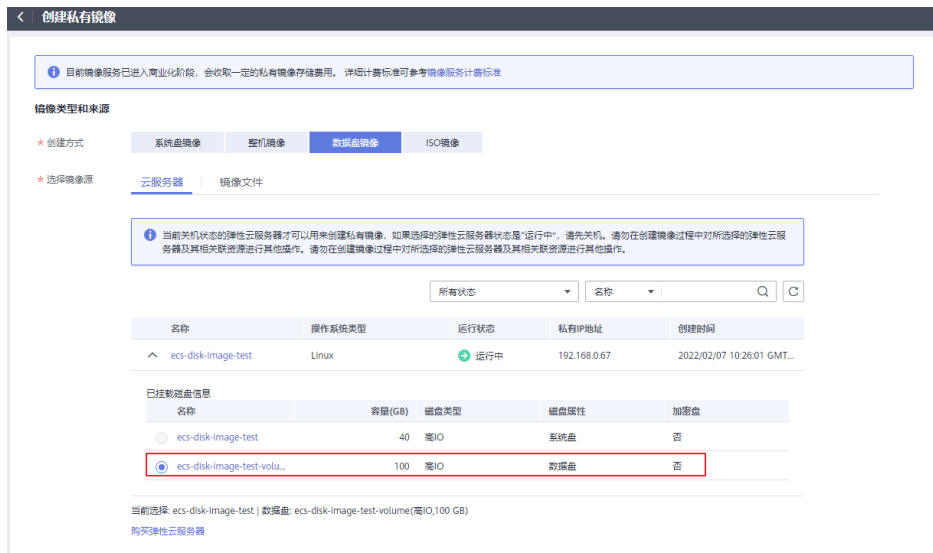 创建私有镜像
目前镜像服务已进入商业化阶段，会收取一定的私有镜像存储费用。 详细计费标准可参考镜像服务计费标准
镜像类型和来源
* 创建方式 系统盘镜像 整机镜像 数据盘镜像 ISO镜像
* 选择镜像源 云服务器 镜像文件
当前关机状态的弹性云服务器才可以用来创建私有镜像，如果选择的弹性云服务器状态是“运行中”，请先关机。请勿在创建镜像过程中对所选择的弹性云服
务器及其相关联资源进行其他操作。请勿在创建镜像过程中对所选择的弹性云服务器及其相关联资源进行其他操作。
所有状态 名称
名称 操作系统类型 运行状态 私有IP地址 创建时间
ecs-disk-image-test Linux 运行中 192.168.0.67 2022/02/07 10:26:01 GMT...
已挂载磁盘信息
名称 容量(GB) 磁盘类型 磁盘属性 加密盘
ecs-disk-image-test 40 高IO 系统盘 否
ecs-disk-image-test-volu... 100 高IO 数据盘 否
当前选择: ecs-disk-image-test | 数据盘: ecs-disk-image-test-volume(高IO,100 GB)
购买弹性云服务器